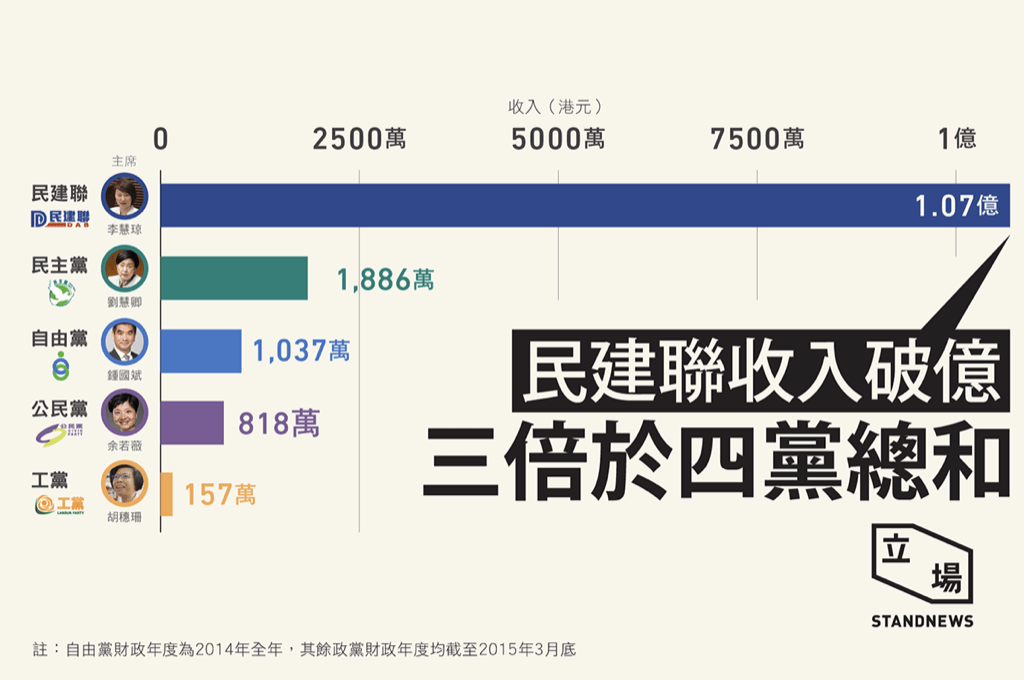 收入（港元）
0 2500萬 5000萬 7500萬 1億
主席
民建聯
民建聯
DAB
李慧琼
1.07億
民主黨
劉慧卿
1,886萬
自由黨
鍾國斌
1,037萬
公民黨
公民黨
CIVIC PARTY
余若薇
818萬
工黨
工黨
LABOUR PARTY
胡穗珊
157萬
民建聯收入破億
三倍於四黨總和
立場
STANDNEWS
註：自由黨財政年度為2014年全年，其餘政黨財政年度均截至2015年3月底